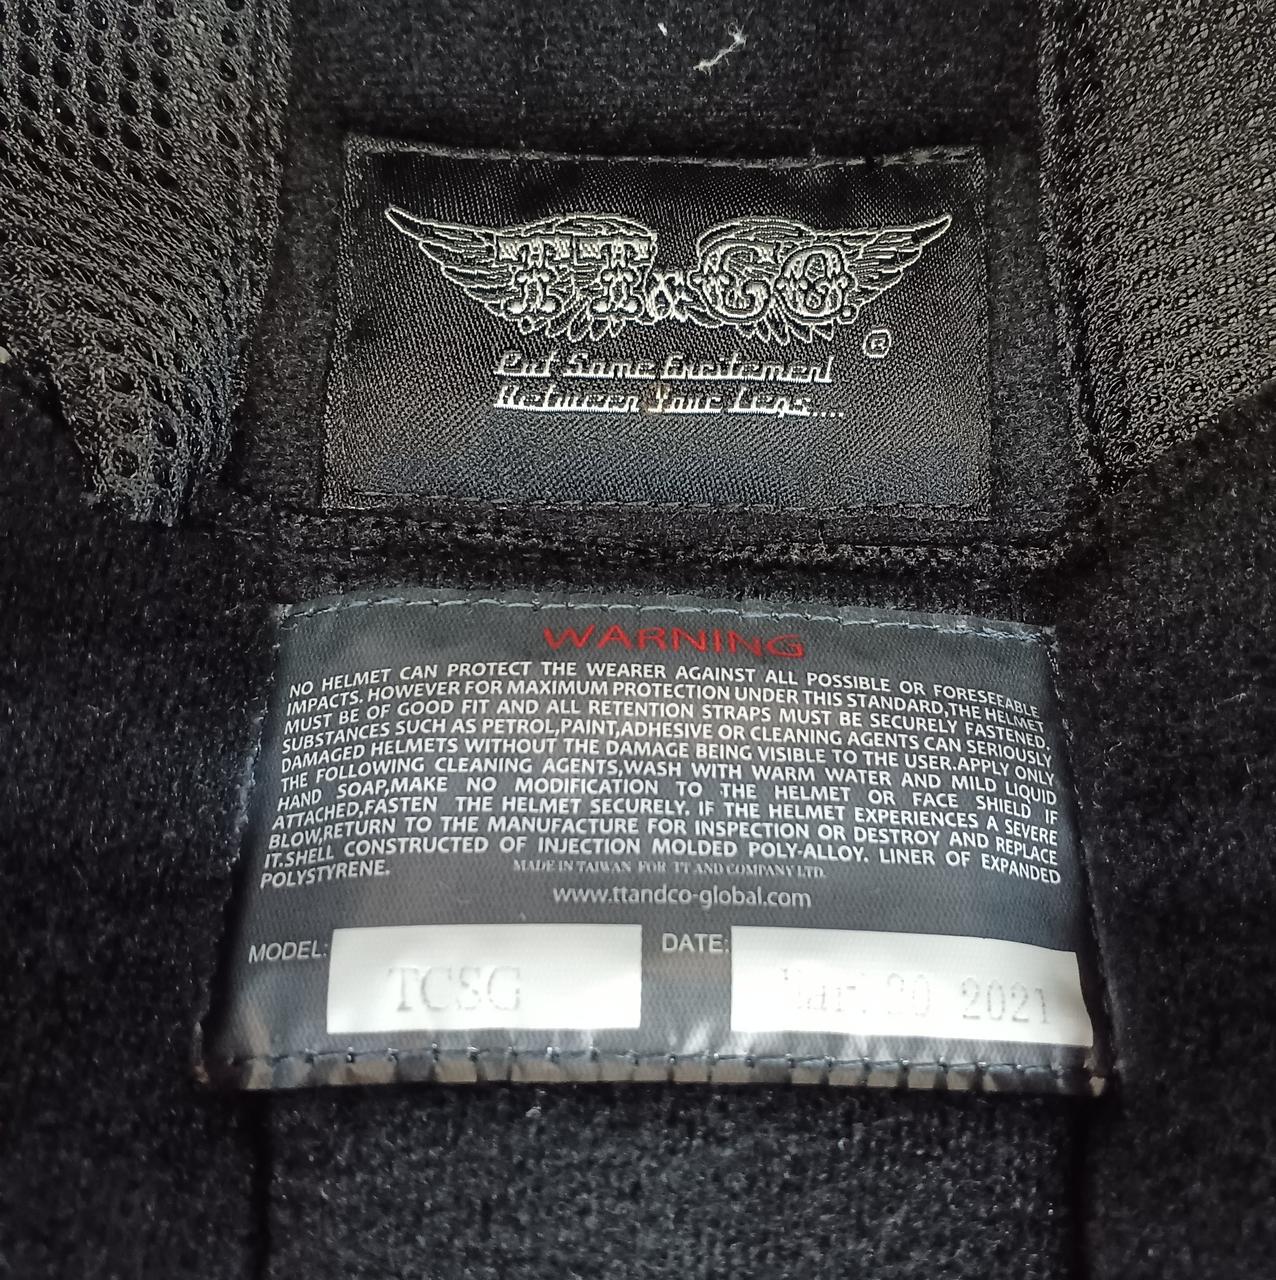 TT & Co.
®
Put Some Excitement
Between Your Legs....
WARNING
NO HELMET CAN PROTECT THE WEARER AGAINST ALL POSSIBLE OR FORESEEABLE
IMPACTS. HOWEVER FOR MAXIMUM PROTECTION UNDER THIS STANDARD,THE HELMET
MUST BE OF GOOD FIT AND ALL RETENTION STRAPS MUST BE SECURELY FASTENED.
SUBSTANCES SUCH AS PETROL,PAINT,ADHESIVE OR CLEANING AGENTS CAN SERIOUSLY
DAMAGED HELMETS WITHOUT THE DAMAGE BEING VISIBLE TO THE USER.APPLY ONLY
THE FOLLOWING CLEANING AGENTS,WASH WITH WARM WATER AND MILD LIQUID
HAND SOAP,MAKE NO MODIFICATION TO THE HELMET OR FACE SHIELD IF
ATTACHED,FASTEN THE HELMET SECURELY. IF THE HELMET EXPERIENCES A SEVERE
BLOW,RETURN TO THE MANUFACTURE FOR INSPECTION OR DESTROY AND REPLACE
IT.SHELL CONSTRUCTED OF INJECTION MOLDED POLY-ALLOY. LINER OF EXPANDED
POLYSTYRENE.
MADE IN TAIWAN FOR TT AND COMPANY LTD.
www.ttandco-global.com
MODEL: TCSG DATE: Mar. 30 2021